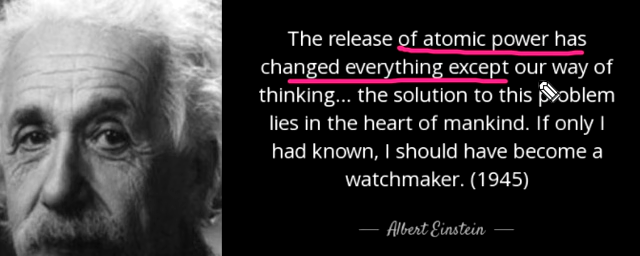 The release of atomic power has
changed everything except our way of
thinking... the solution to this problem
lies in the heart of mankind. If only I
had known, I should have become a
watchmaker. (1945)
— Albert Einstein —